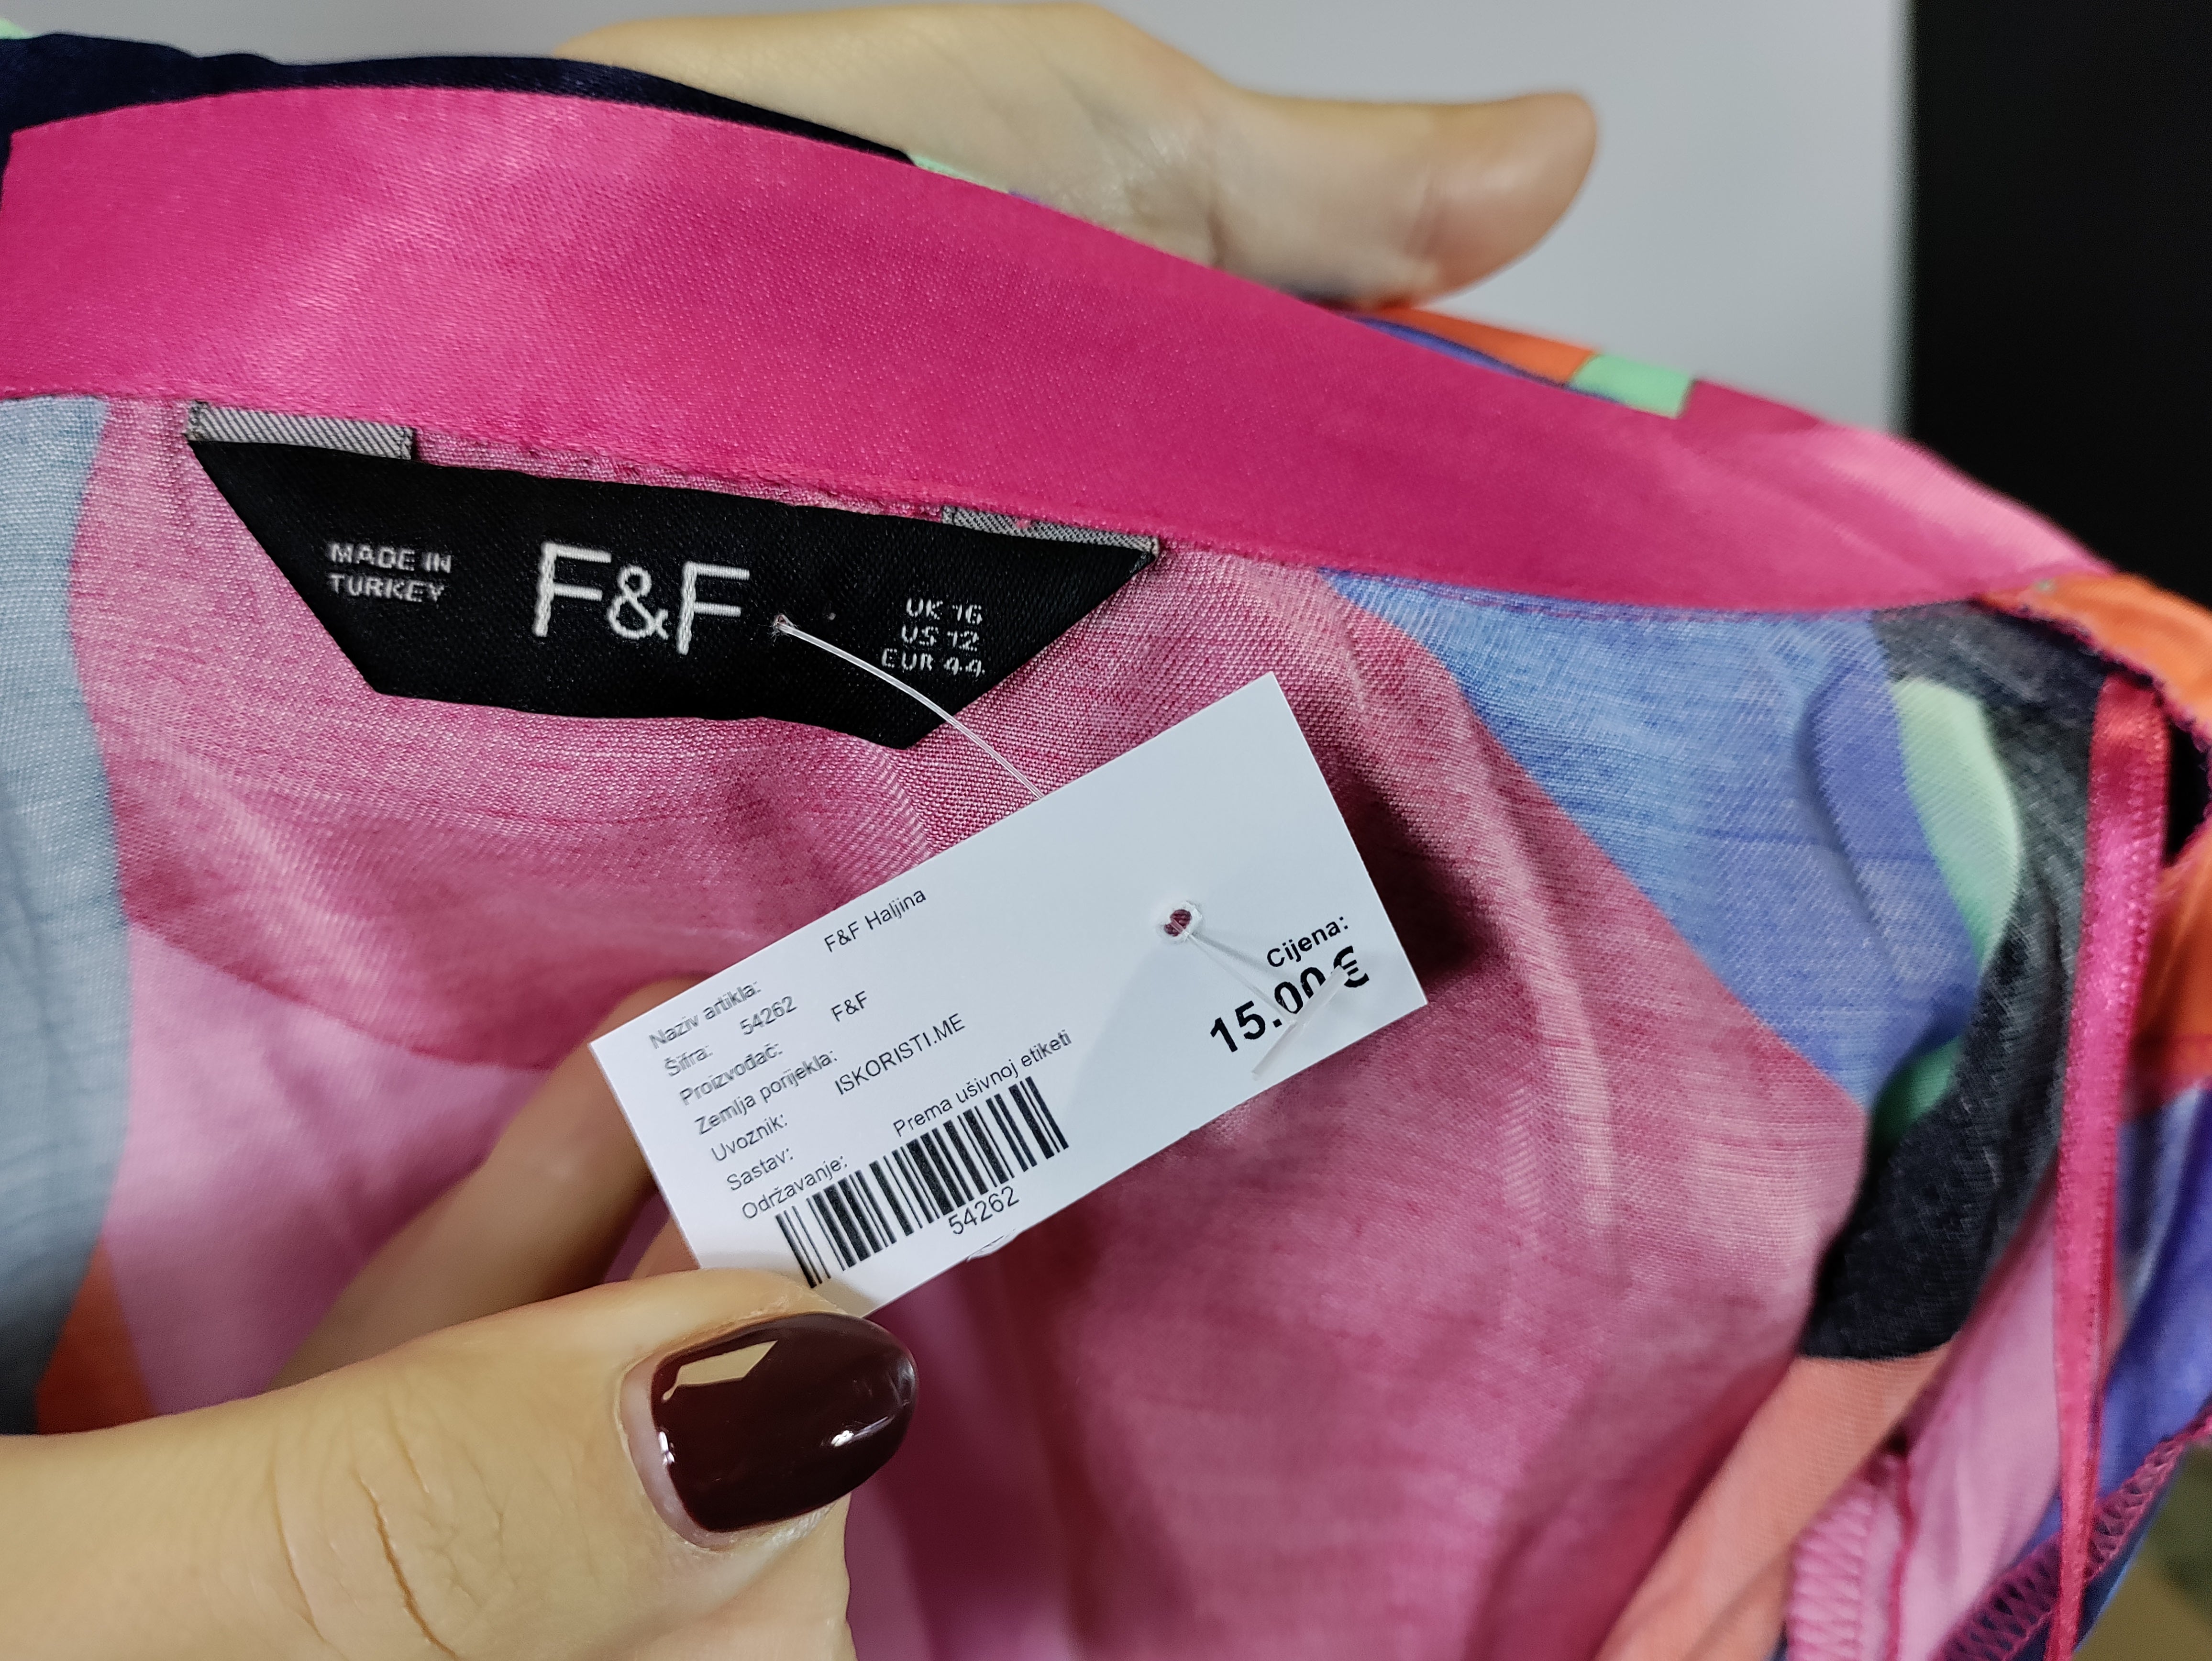 MADE IN
TURKEY
F&F
UK 16
US 12
EUR 44
Naziv artikla: F&F Haljina
Šifra: 54262
Proizvođač: F&F
Zemlja porijekla:
Uvoznik: ISKORISTI.ME
Sastav:
Održavanje: Prema ušivnoj etiketi
54262
Cijena:
15.00 €